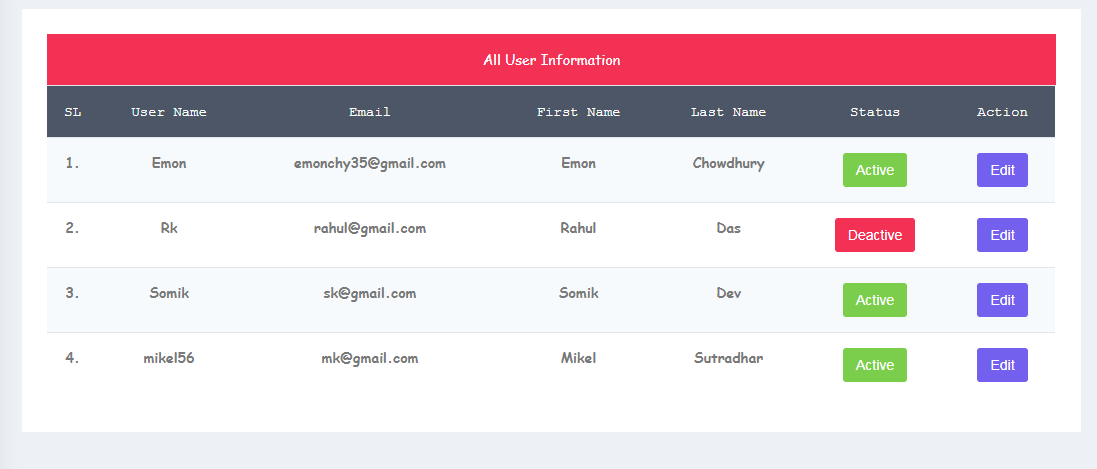 All User Information
SL User Name Email First Name Last Name Status Action
1. Emon emonchy35@gmail.com Emon Chowdhury Active Edit
2. Rk rahul@gmail.com Rahul Das Deactive Edit
3. Somik sk@gmail.com Somik Dev Active Edit
4. mikel56 mk@gmail.com Mikel Sutradhar Active Edit